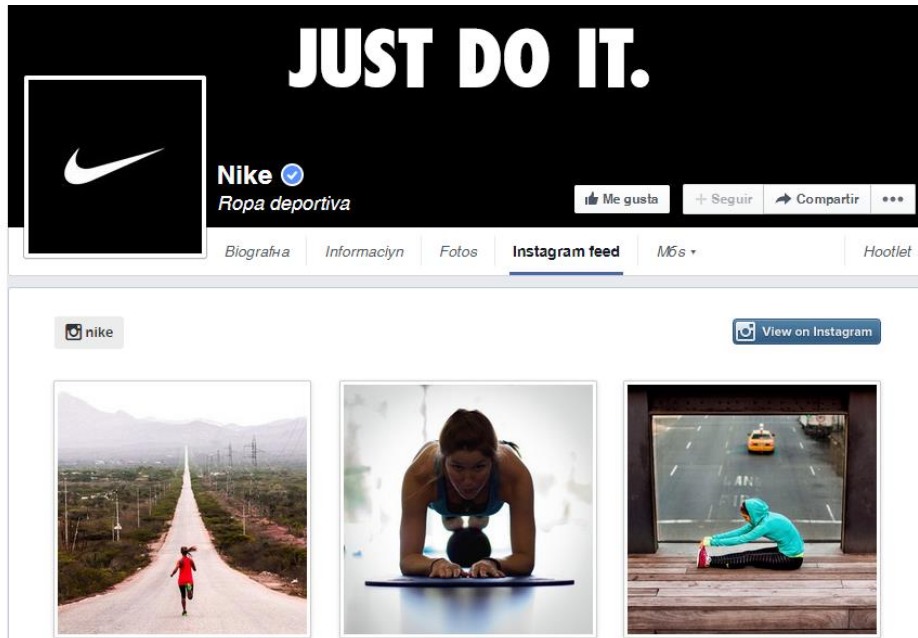 JUST DO IT.
Nike
Ropa deportiva
Me gusta
+ Seguir
Compartir
Biografнa
Informaciуn
Fotos
Instagram feed
Mбs
Hootlet
nike
View on Instagram
LANE